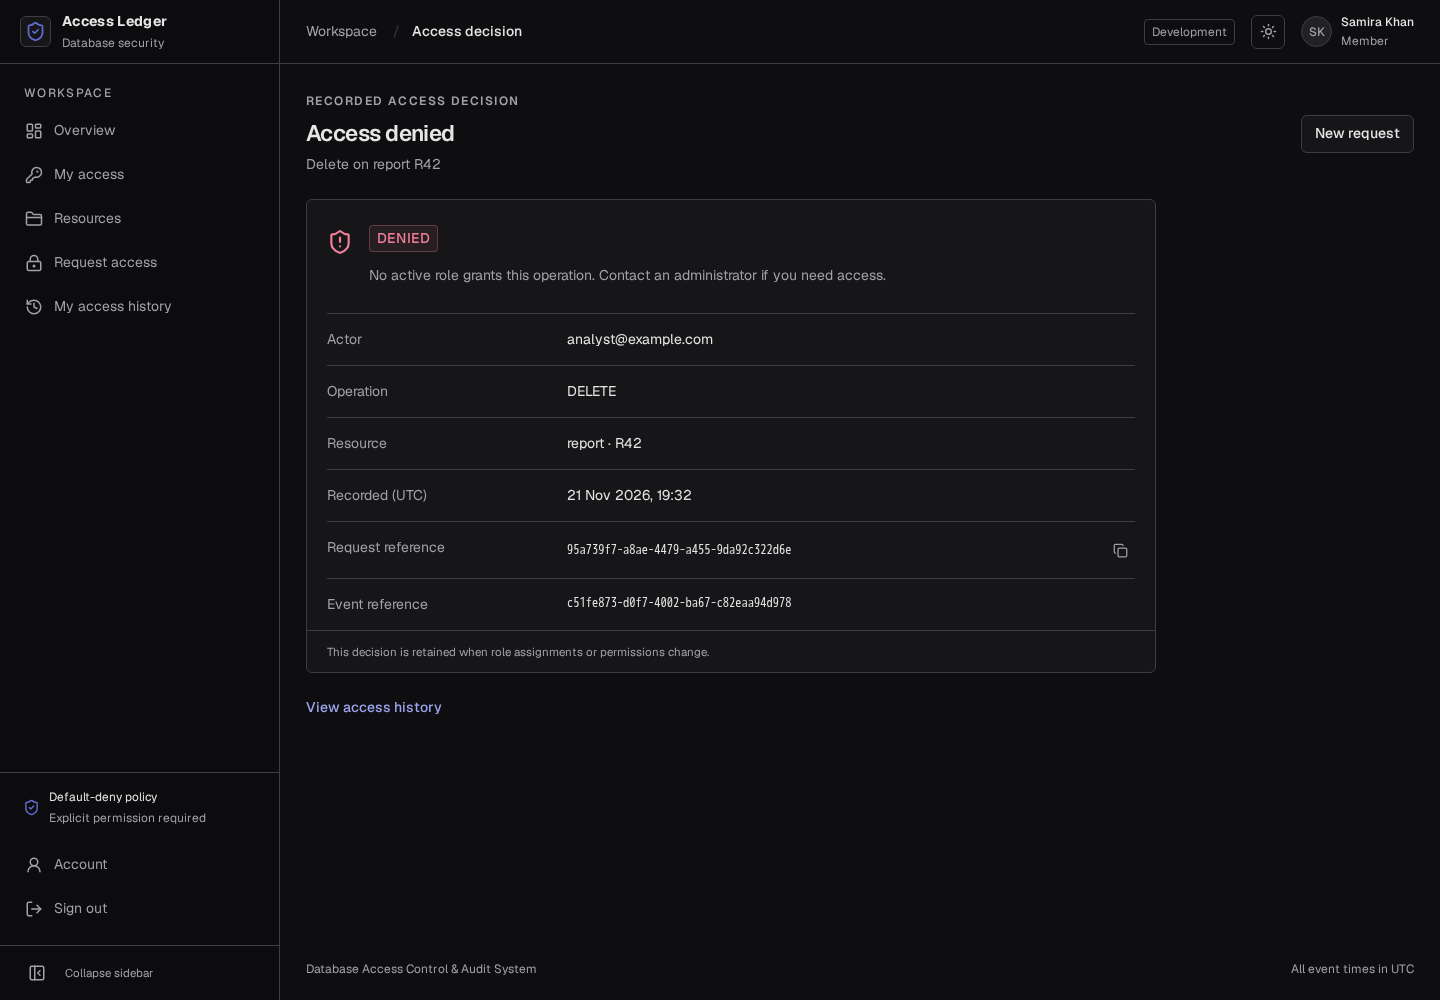 Access Ledger
Database security
Workspace / Access decision
Development
SK
Samira Khan
Member
WORKSPACE
Overview
My access
Resources
Request access
My access history
Default-deny policy
Explicit permission required
Account
Sign out
Collapse sidebar
RECORDED ACCESS DECISION
Access denied
Delete on report R42
New request
DENIED
No active role grants this operation. Contact an administrator if you need access.
Actor analyst@example.com
Operation DELETE
Resource report · R42
Recorded (UTC) 21 Nov 2026, 19:32
Request reference 95a739f7-a8ae-4479-a455-9da92c322d6e
Event reference c51fe873-d0f7-4002-ba67-c82eaa94d978
This decision is retained when role assignments or permissions change.
View access history
Database Access Control & Audit System
All event times in UTC